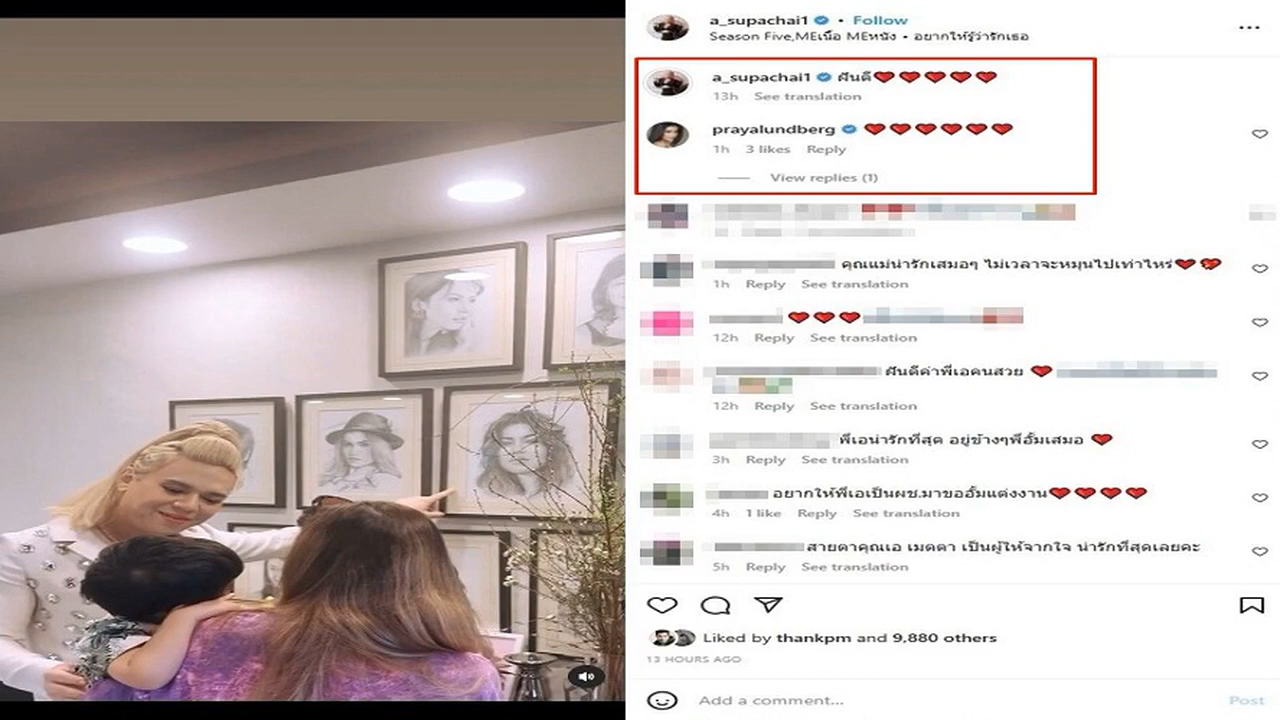 a_supachai1 • Follow
Season Five,MEเนื้อ MEหนัง • อยากให้รู้ว่ารักเธอ
...
a_supachai1 ฝันดี❤️❤️❤️❤️❤️
13h See translation
prayalundberg ❤️❤️❤️❤️❤️❤️
1h 3 likes Reply
View replies (1)
คุณแม่น่ารักเสมอๆ ไม่เวลาจะหมุนไปเท่าไหร่❤️💝
1h Reply See translation
❤️❤️❤️
12h Reply See translation
ฝันดีค่าพี่เอคนสวย ❤️
12h Reply See translation
พี่เอน่ารักที่สุด อยู่ข้างๆพี่อั้มเสมอ ❤️
3h Reply See translation
อยากให้พี่เอเป็นผช.มาขออั้มแต่งงาน❤️❤️❤️❤️
4h 1 like Reply See translation
สายตาคุณเอ เมตตา เป็นผู้ให้จากใจ น่ารักที่สุดเลยคะ
5h Reply See translation
Liked by thankpm and 9,880 others
13 HOURS AGO
Add a comment... Post